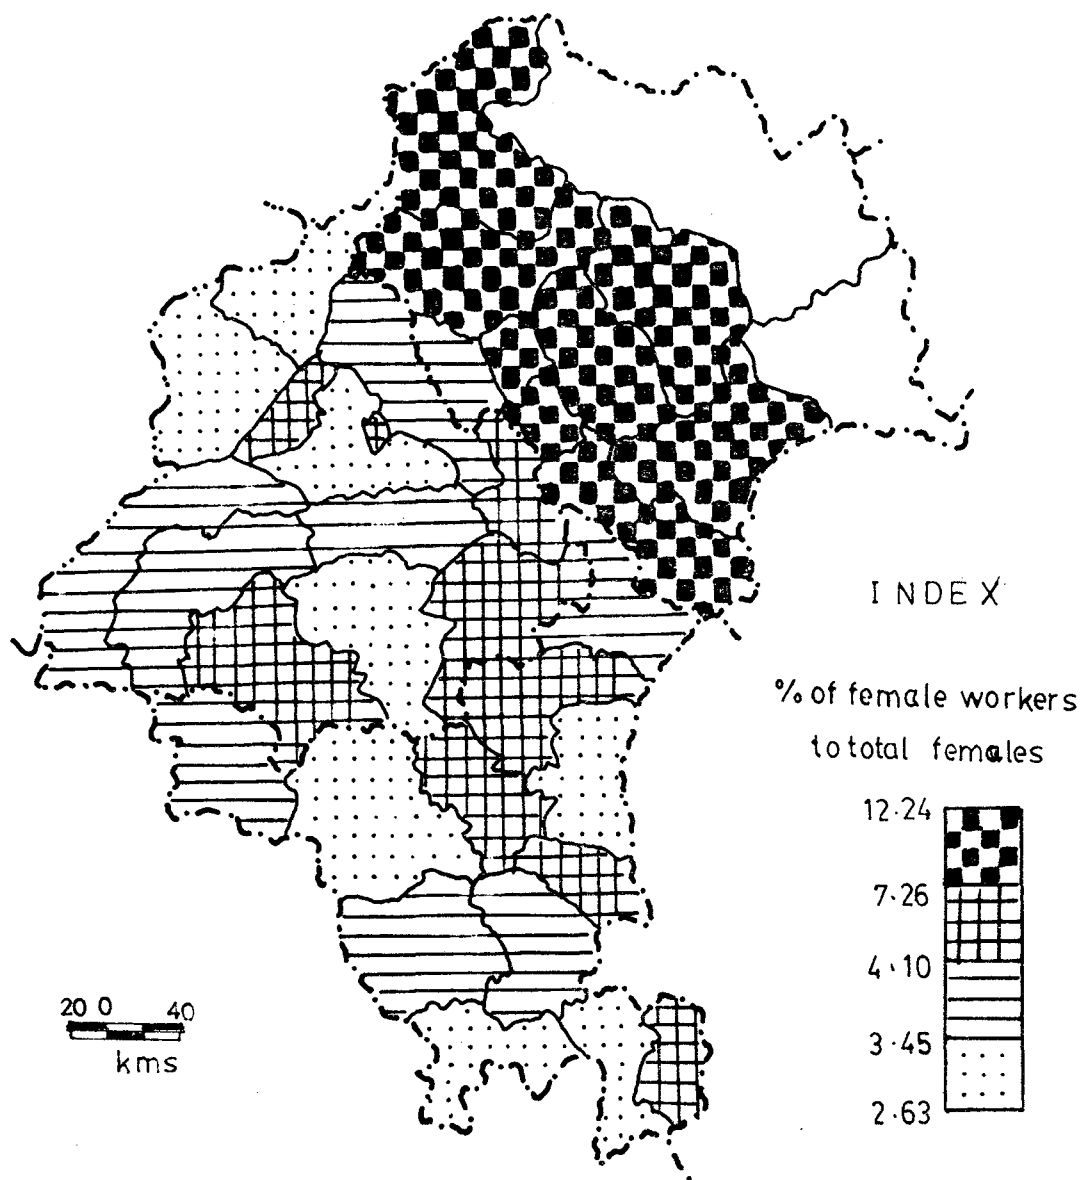 INDEX
% of female workers
to total females
12·24
7·26
4·10
3·45
2·63
20 0 40
kms